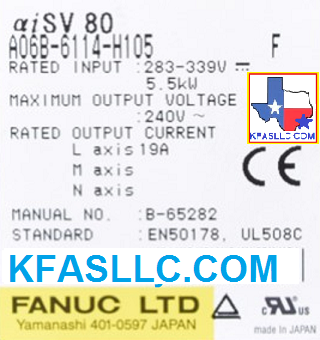 αiSV 80
A06B-6114-H105 F
RATED INPUT : 283-339V ⎓
5.5kW
KFASLLC.COM
MAXIMUM OUTPUT VOLTAGE
: 240V ~
RATED OUTPUT CURRENT
L axis 19A
M axis
N axis
CE
MANUAL NO. : B-65282
STANDARD : EN50178, UL508C
KFASLLC.COM
FANUC LTD
Yamanashi 401-0597 JAPAN
c RU us
made in JAPAN